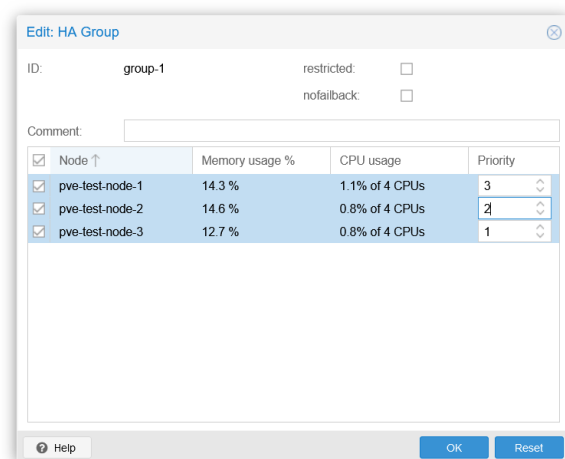 Edit: HA Group
ID: group-1 restricted:
nofailback:
Comment:
Node Memory usage % CPU usage Priority
pve-test-node-1 14.3 % 1.1% of 4 CPUs 3
pve-test-node-2 14.6 % 0.8% of 4 CPUs 2
pve-test-node-3 12.7 % 0.8% of 4 CPUs 1
Help OK Reset